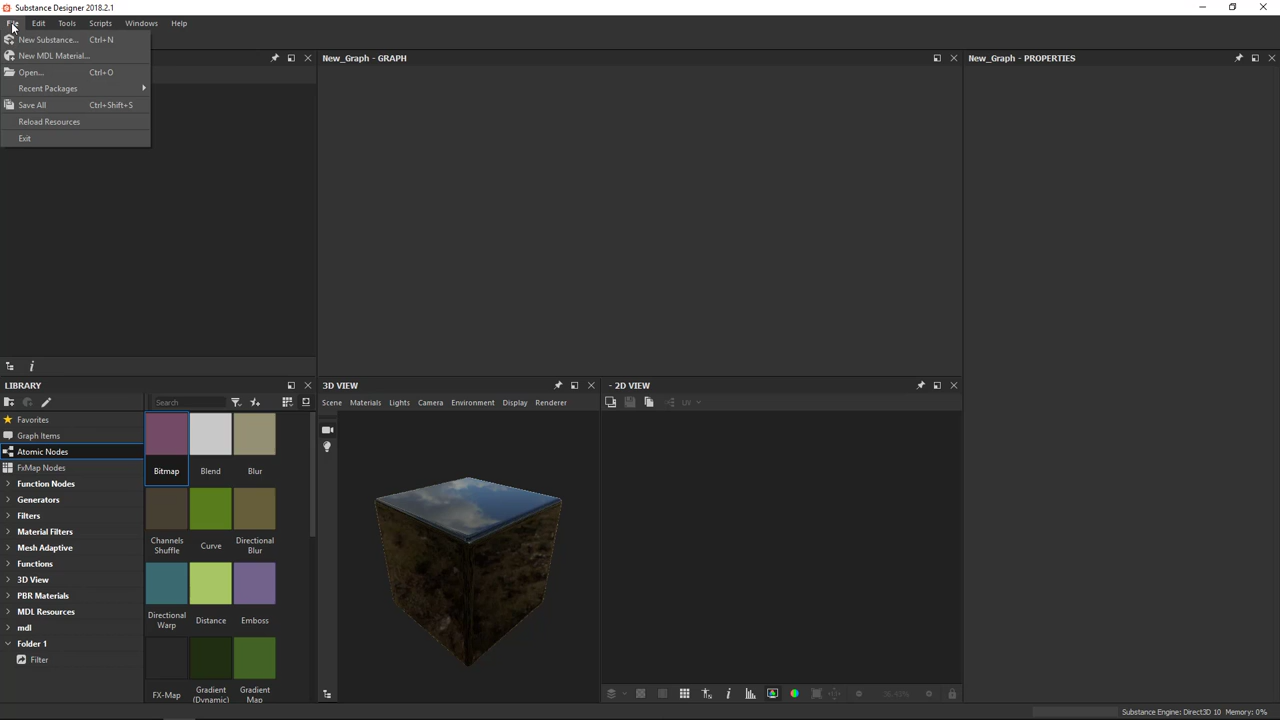 Substance Designer 2018.2.1
File Edit Tools Scripts Windows Help
New Substance... Ctrl+N
New MDL Material...
Open... Ctrl+O
Recent Packages
Save All Ctrl+Shift+S
Reload Resources
Exit
New_Graph - GRAPH
New_Graph - PROPERTIES
LIBRARY
Search
Favorites
Graph Items
Atomic Nodes
FxMap Nodes
Function Nodes
Generators
Filters
Material Filters
Mesh Adaptive
Functions
3D View
PBR Materials
MDL Resources
mdl
Folder 1
Filter
Bitmap Blend Blur
Channels Shuffle Curve Directional Blur
Directional Warp Distance Emboss
FX-Map Gradient (Dynamic) Gradient Map
3D VIEW
Scene Materials Lights Camera Environment Display Renderer
- 2D VIEW
UV
Substance Engine: Direct3D 10 Memory: 0%